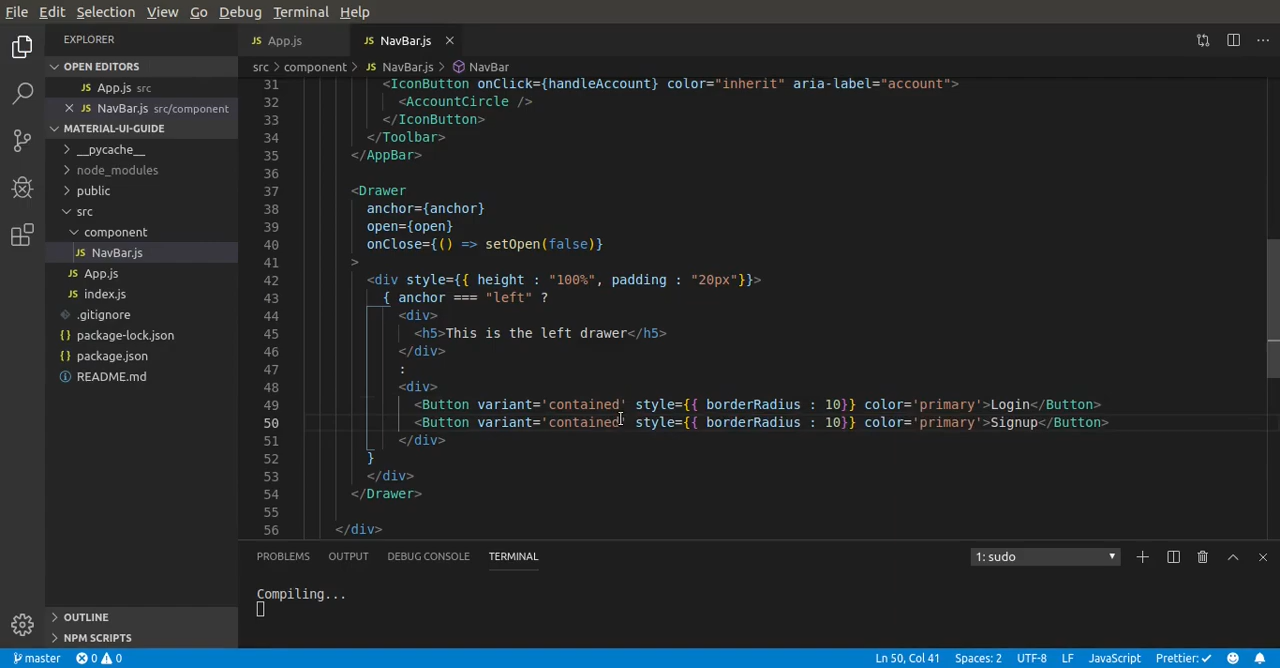 File Edit Selection View Go Debug Terminal Help
EXPLORER
OPEN EDITORS
App.js src
NavBar.js src/component
MATERIAL-UI-GUIDE
__pycache__
node_modules
public
src
component
NavBar.js
App.js
index.js
.gitignore
package-lock.json
package.json
README.md
OUTLINE
NPM SCRIPTS
App.js NavBar.js
src > component > NavBar.js > NavBar
31 <IconButton onClick={handleAccount} color="inherit" aria-label="account">
32 <AccountCircle />
33 </IconButton>
34 </Toolbar>
35 </AppBar>
36
37 <Drawer
38 anchor={anchor}
39 open={open}
40 onClose={() => setOpen(false)}
41 >
42 <div style={{ height : "100%", padding : "20px"}}>
43 { anchor === "left" ?
44 <div>
45 <h5>This is the left drawer</h5>
46 </div>
47 :
48 <div>
49 <Button variant='contained' style={{ borderRadius : 10}} color='primary'>Login</Button>
50 <Button variant='contained' style={{ borderRadius : 10}} color='primary'>Signup</Button>
51 </div>
52 }
53 </div>
54 </Drawer>
55
56 </div>
PROBLEMS OUTPUT DEBUG CONSOLE TERMINAL 1: sudo
Compiling...
master 0 0 Ln 50, Col 41 Spaces: 2 UTF-8 LF JavaScript Prettier: ✓